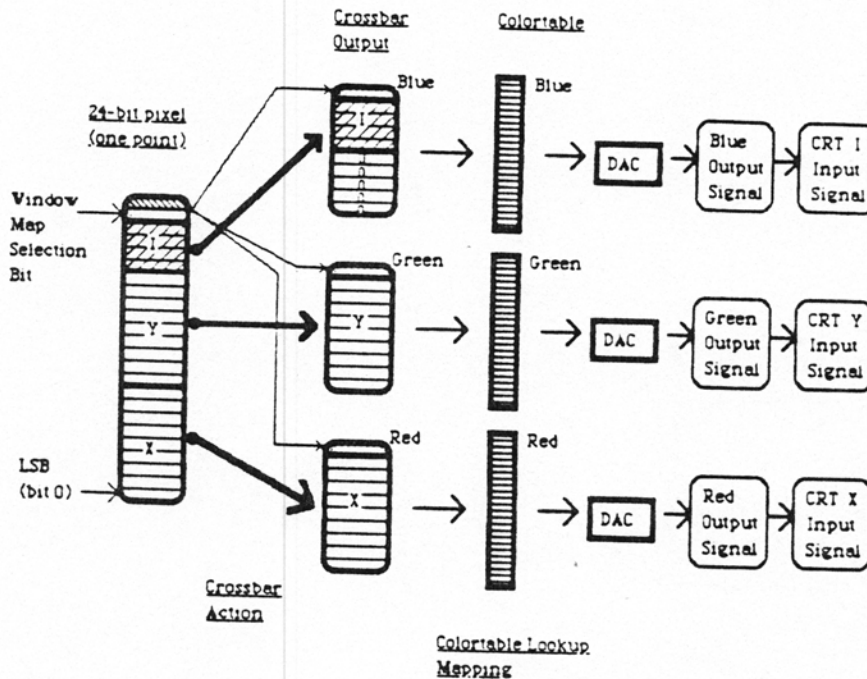 Crossbar
Output
Colortable
Blue
Blue
24-bit pixel
(one point)
I
DAC
Blue
Output
Signal
CRT I
Input
Signal
Window
Map
Selection
Bit
I
Green
Green
Y
Y
DAC
Green
Output
Signal
CRT Y
Input
Signal
Red
Red
X
X
LSB
(bit 0)
DAC
Red
Output
Signal
CRT X
Input
Signal
Crossbar
Action
Colortable Lookup
Mapping